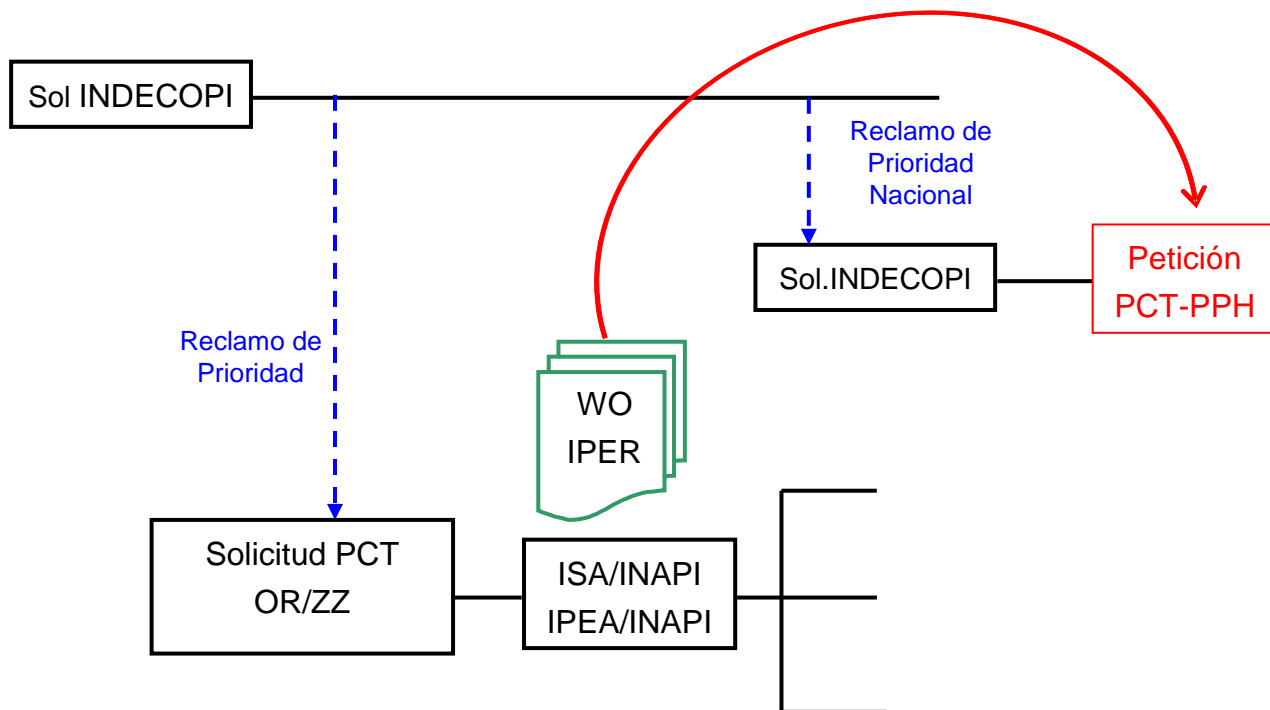 Sol INDECOPI
Reclamo de
Prioridad
Nacional
Sol.INDECOPI
Petición
PCT-PPH
Reclamo de
Prioridad
WO
IPER
Solicitud PCT
OR/ZZ
ISA/INAPI
IPEA/INAPI